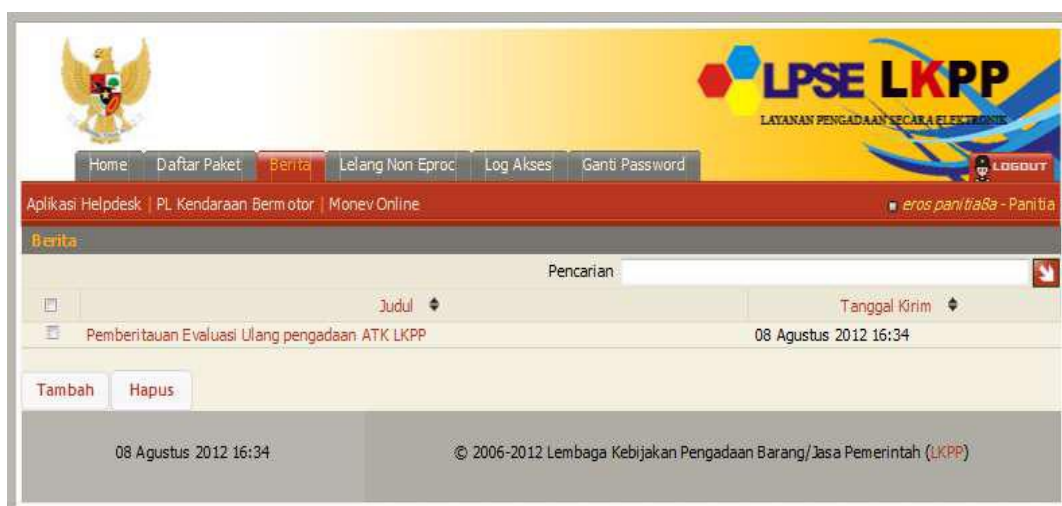 LPSE LKPP
LAYANAN PENGADAAN SECARA ELEKTRONIK
Home Daftar Paket Berita Lelang Non Eproc Log Akses Ganti Password LOGOUT
Aplikasi Helpdesk | PL Kendaraan Bermotor | Monev Online eros panitia8a - Panitia
Berita
Pencarian
Judul Tanggal Kirim
Pemberitauan Evaluasi Ulang pengadaan ATK LKPP 08 Agustus 2012 16:34
Tambah Hapus
08 Agustus 2012 16:34 © 2006-2012 Lembaga Kebijakan Pengadaan Barang/Jasa Pemerintah (LKPP)